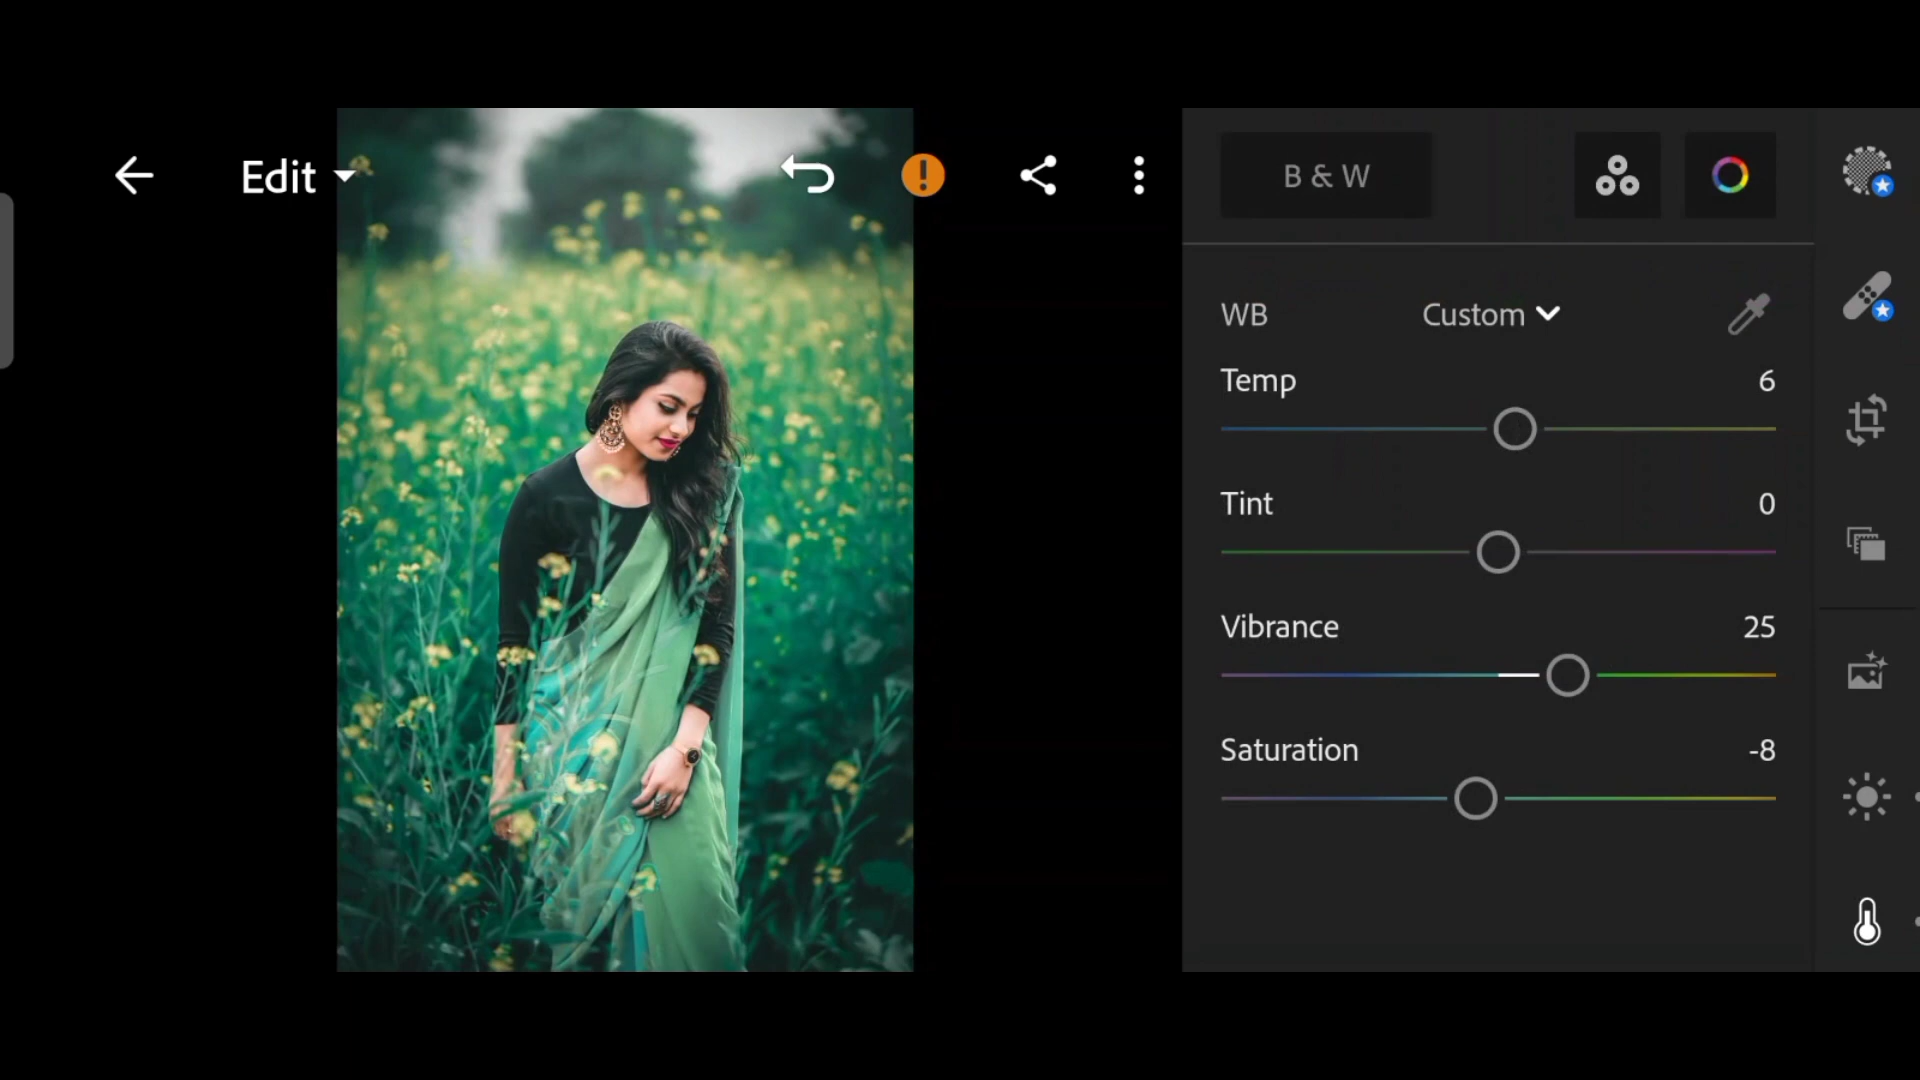 Edit
B & W
WB Custom
Temp 6
Tint 0
Vibrance 25
Saturation -8